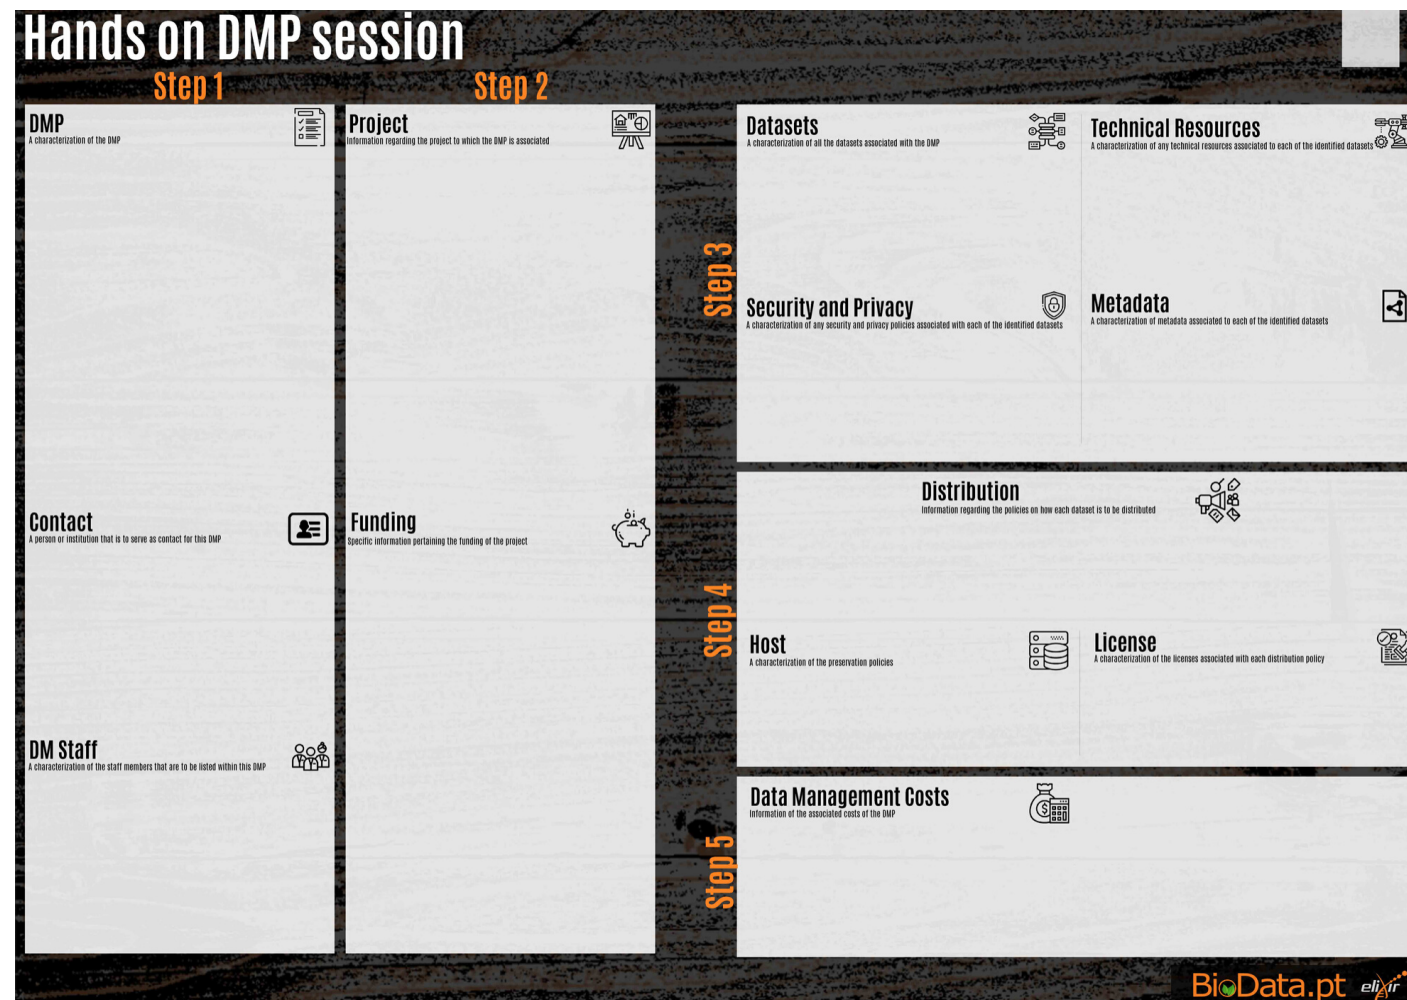 Hands on DMP session
Step 1
DMP
A characterization of the DMP
Contact
A person or institution that is to serve as contact for this DMP
DM Staff
A characterization of the staff members that are to be listed within this DMP
Step 2
Project
Information regarding the project to which the DMP is associated
Funding
Specific information pertaining the funding of the project
Step 3
Datasets
A characterization of all the datasets associated with the DMP
Technical Resources
A characterization of any technical resources associated to each of the identified datasets
Security and Privacy
A characterization of any security and privacy policies associated with each of the identified datasets
Metadata
A characterization of metadata associated to each of the identified datasets
Step 4
Distribution
Information regarding the policies on how each dataset is to be distributed
Host
A characterization of the preservation policies
License
A characterization of the licenses associated with each distribution policy
Step 5
Data Management Costs
Information of the associated costs of the DMP
BioData.pt
elixir